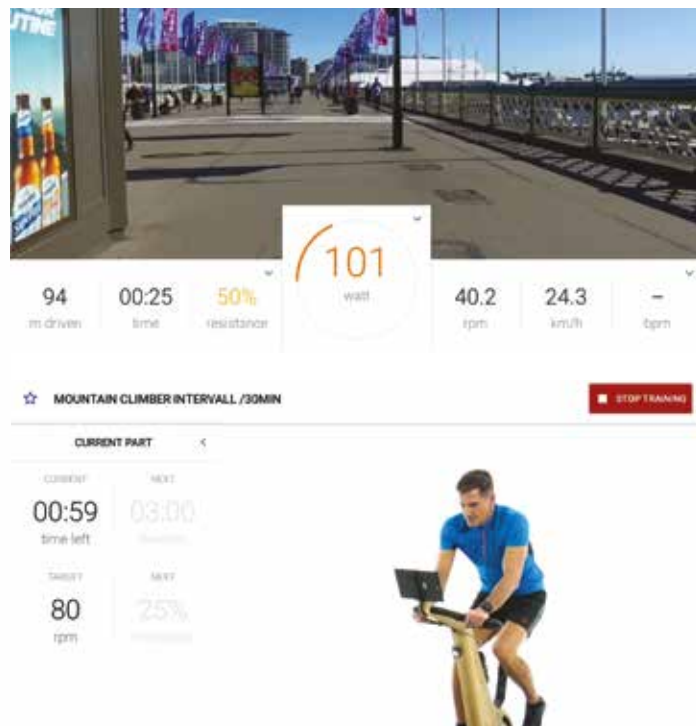 UTINE
101
watt
94
m driven
00:25
time
50%
resistance
40.2
rpm
24.3
km/h
-
bpm
MOUNTAIN CLIMBER INTERVALL /30MIN
STOP TRAINING
CURRENT PART
CURRENT
NEXT
00:59
time left
03:00
TARGET
NEXT
80
rpm
25%